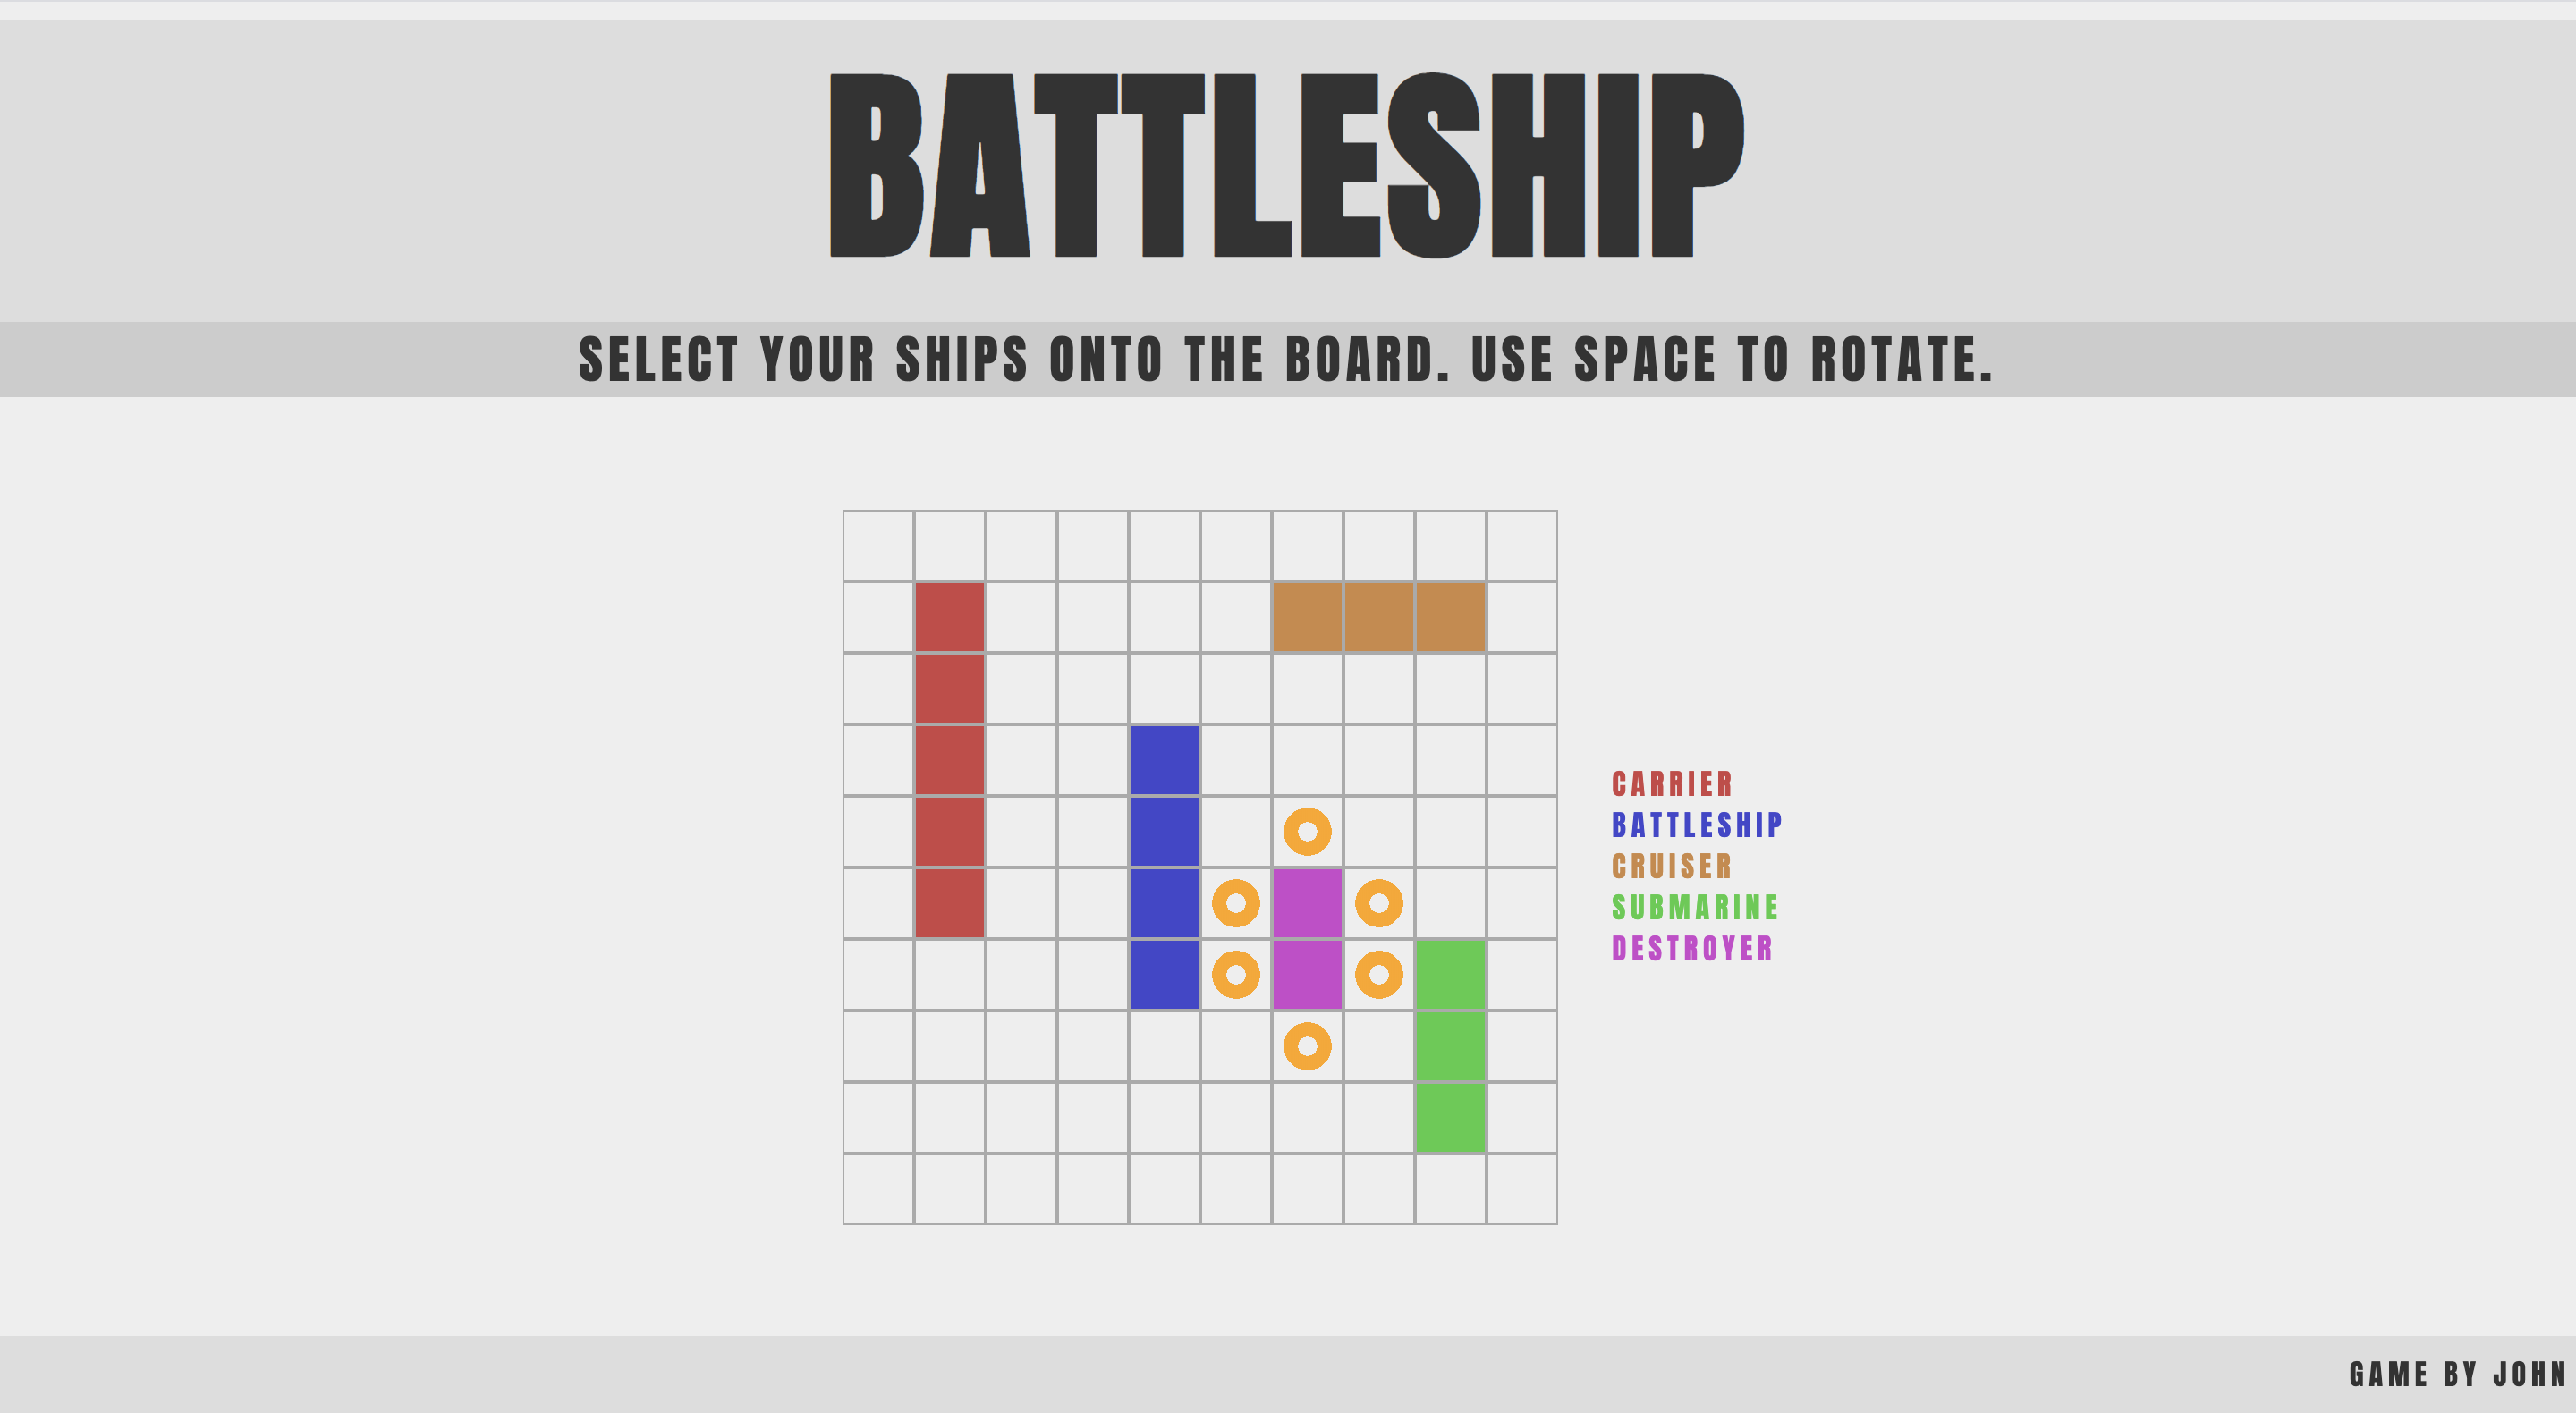 BATTLESHIP
SELECT YOUR SHIPS ONTO THE BOARD. USE SPACE TO ROTATE.
CARRIER
BATTLESHIP
CRUISER
SUBMARINE
DESTROYER
GAME BY JOHN